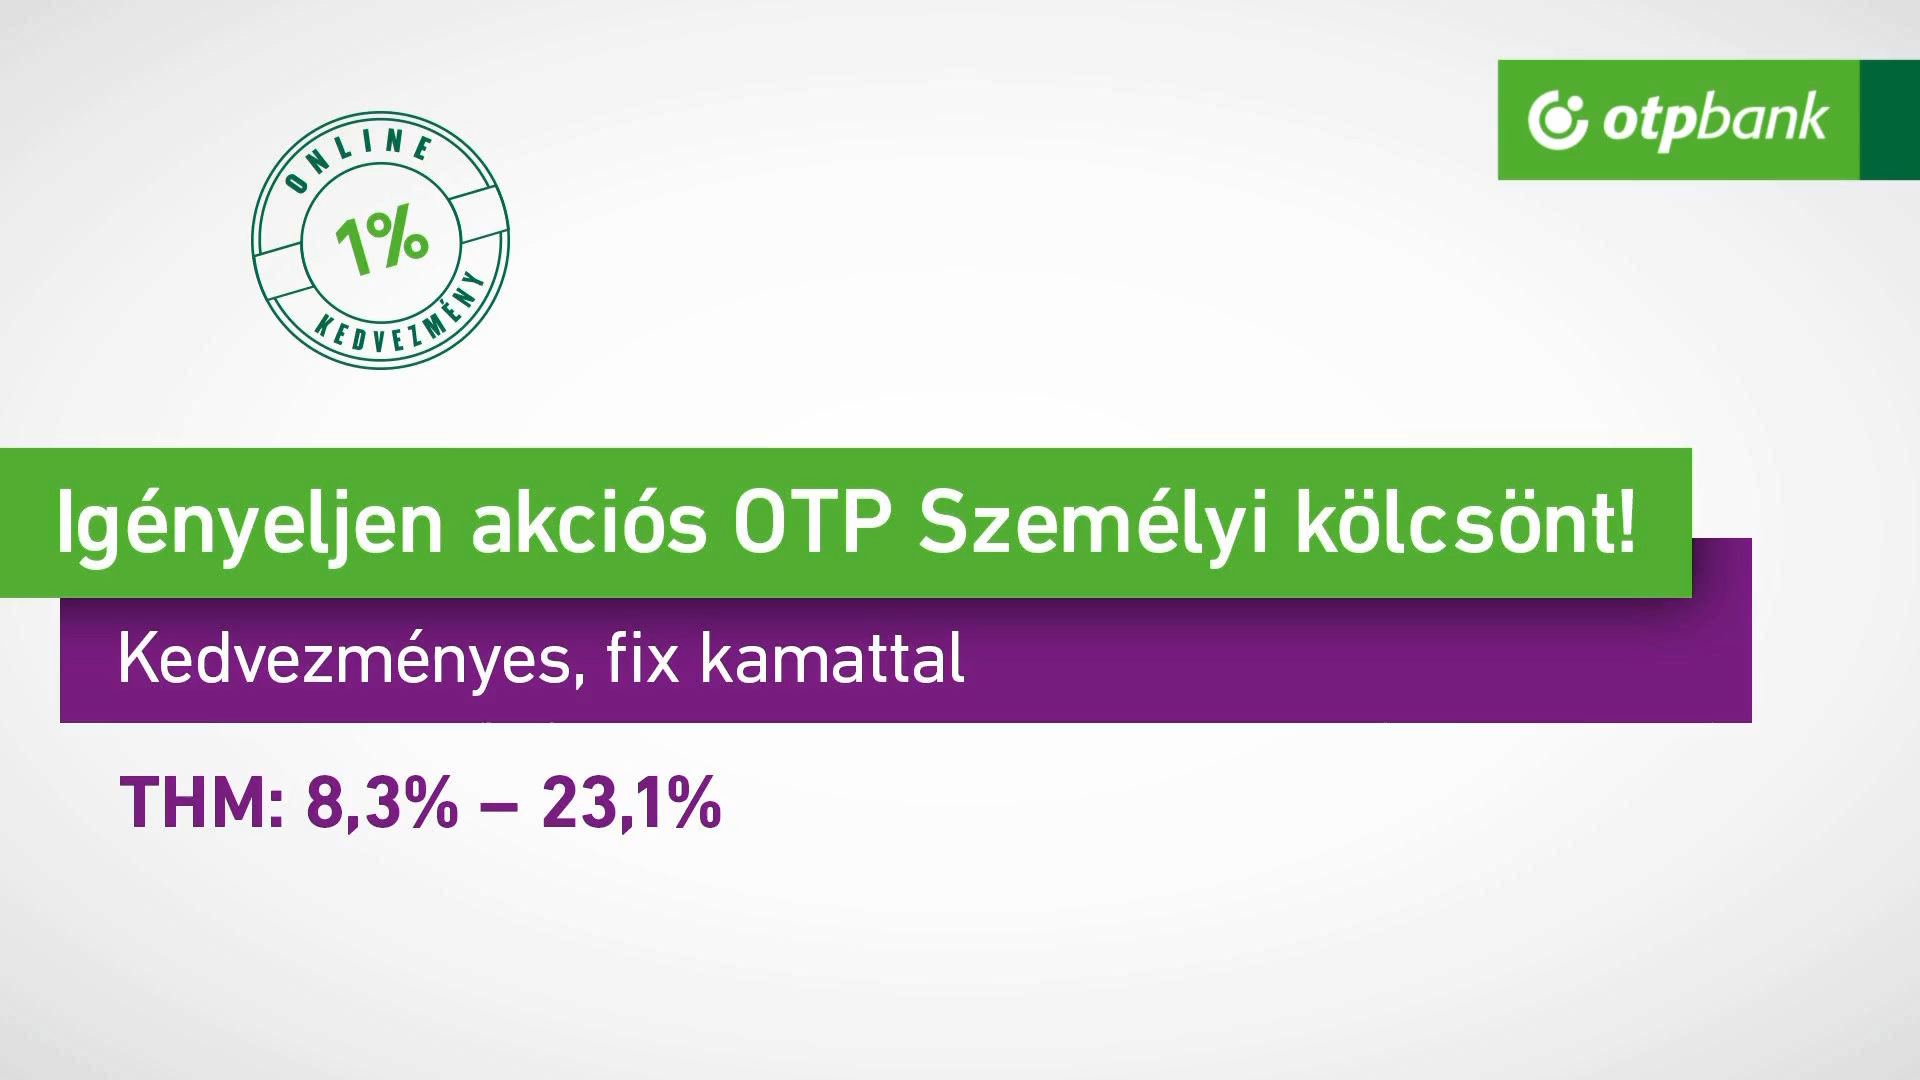 otpbank
ONLINE
1%
KEDVEZMÉNY
Igényeljen akciós OTP Személyi kölcsönt!
Kedvezményes, fix kamattal
THM: 8,3% – 23,1%